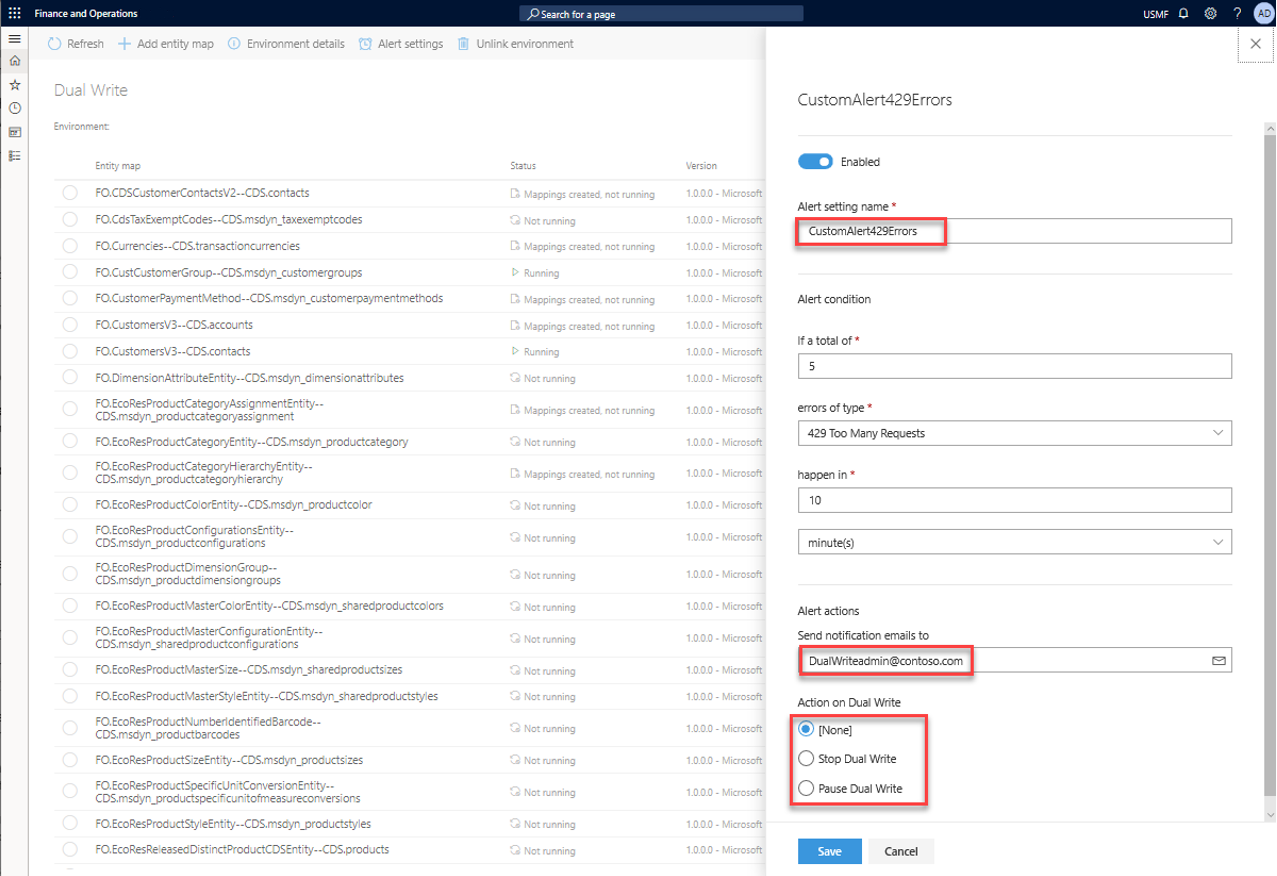 Finance and Operations
Search for a page
USMF
?
AD
Refresh
Add entity map
Environment details
Alert settings
Unlink environment
Dual Write
Environment:
Entity map Status Version
FO.CDSCustomerContactsV2--CDS.contacts Mappings created, not running 1.0.0.0 - Microsoft
FO.CdsTaxExemptCodes--CDS.msdyn_taxexemptcodes Not running 1.0.0.0 - Microsoft
FO.Currencies--CDS.transactioncurrencies Mappings created, not running 1.0.0.0 - Microsoft
FO.CustCustomerGroup--CDS.msdyn_customergroups Running 1.0.0.0 - Microsoft
FO.CustomerPaymentMethod--CDS.msdyn_customerpaymentmethods Mappings created, not running 1.0.0.0 - Microsoft
FO.CustomersV3--CDS.accounts Mappings created, not running 1.0.0.0 - Microsoft
FO.CustomersV3--CDS.contacts Running 1.0.0.0 - Microsoft
FO.DimensionAttributeEntity--CDS.msdyn_dimensionattributes Not running 1.0.0.0 - Microsoft
FO.EcoResProductCategoryAssignmentEntity--
CDS.msdyn_productcategoryassignment Mappings created, not running 1.0.0.0 - Microsoft
FO.EcoResProductCategoryEntity--CDS.msdyn_productcategory Not running 1.0.0.0 - Microsoft
FO.EcoResProductCategoryHierarchyEntity--
CDS.msdyn_productcategoryhierarchy Mappings created, not running 1.0.0.0 - Microsoft
FO.EcoResProductColorEntity--CDS.msdyn_productcolor Not running 1.0.0.0 - Microsoft
FO.EcoResProductConfigurationsEntity--
CDS.msdyn_productconfigurations Not running 1.0.0.0 - Microsoft
FO.EcoResProductDimensionGroup--
CDS.msdyn_productdimensiongroups Not running 1.0.0.0 - Microsoft
FO.EcoResProductMasterColorEntity--CDS.msdyn_sharedproductcolors Not running 1.0.0.0 - Microsoft
FO.EcoResProductMasterConfigurationEntity--
CDS.msdyn_sharedproductconfigurations Not running 1.0.0.0 - Microsoft
FO.EcoResProductMasterSize--CDS.msdyn_sharedproductsizes Not running 1.0.0.0 - Microsoft
FO.EcoResProductMasterStyleEntity--CDS.msdyn_sharedproductstyles Not running 1.0.0.0 - Microsoft
FO.EcoResProductNumberIdentifiedBarcode--
CDS.msdyn_productbarcodes Not running 1.0.0.0 - Microsoft
FO.EcoResProductSizeEntity--CDS.msdyn_productsizes Not running 1.0.0.0 - Microsoft
FO.EcoResProductSpecificUnitConversionEntity--
CDS.msdyn_productspecificunitofmeasureconversions Not running 1.0.0.0 - Microsoft
FO.EcoResProductStyleEntity--CDS.msdyn_productstyles Not running 1.0.0.0 - Microsoft
FO.EcoResReleasedDistinctProductCDSEntity--CDS.products Not running 1.0.0.0 - Microsoft
CustomAlert429Errors
Enabled
Alert setting name *
CustomAlert429Errors
Alert condition
If a total of *
5
errors of type *
429 Too Many Requests
happen in *
10
minute(s)
Alert actions
Send notification emails to
DualWriteadmin@contoso.com
Action on Dual Write
[None]
Stop Dual Write
Pause Dual Write
Save
Cancel